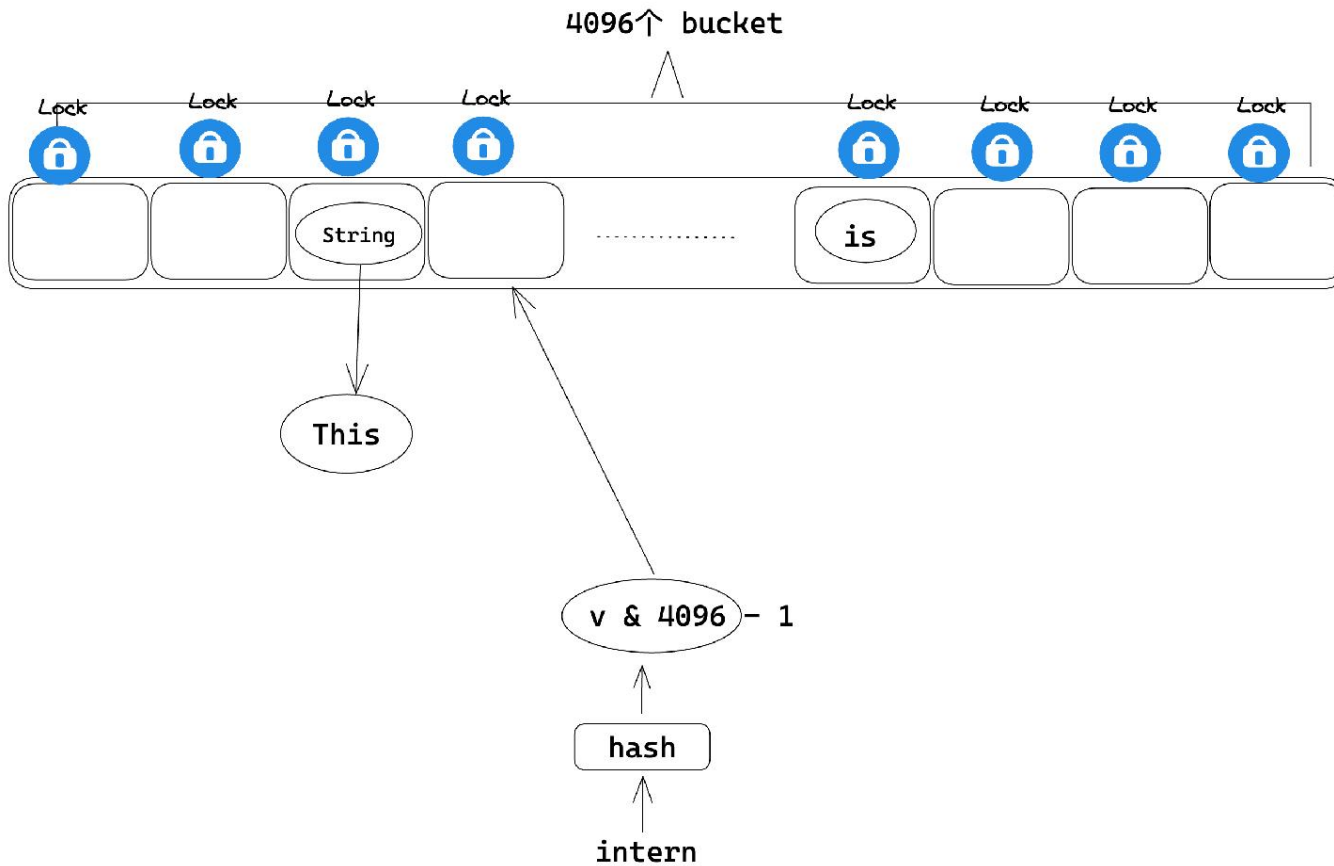 4096个 bucket
Lock
Lock
Lock
Lock
Lock
Lock
Lock
Lock
String
is
This
v & 4096 - 1
hash
intern